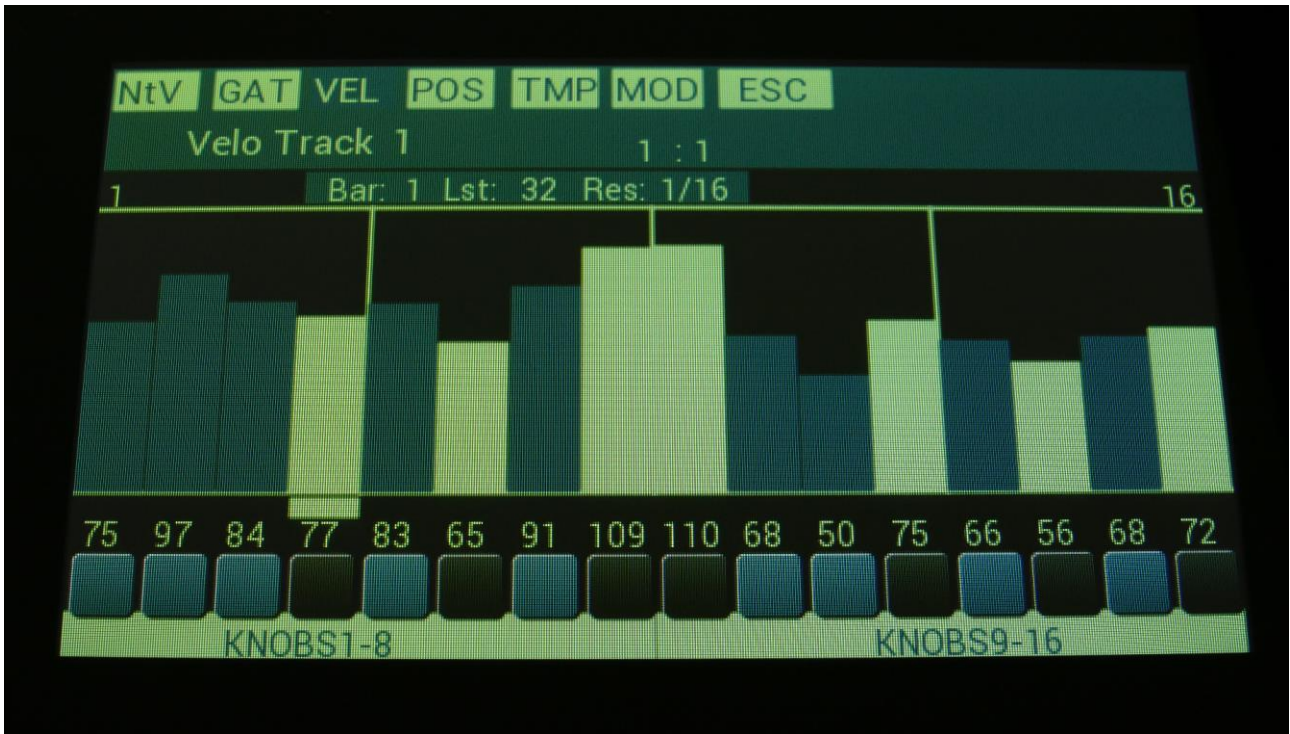 NtV GAT VEL POS TMP MOD ESC
Velo Track 1 1 : 1
1 Bar: 1 Lst: 32 Res: 1/16 16
75 97 84 77 83 65 91 109 110 68 50 75 66 56 68 72
KNOBS1-8 KNOBS9-16